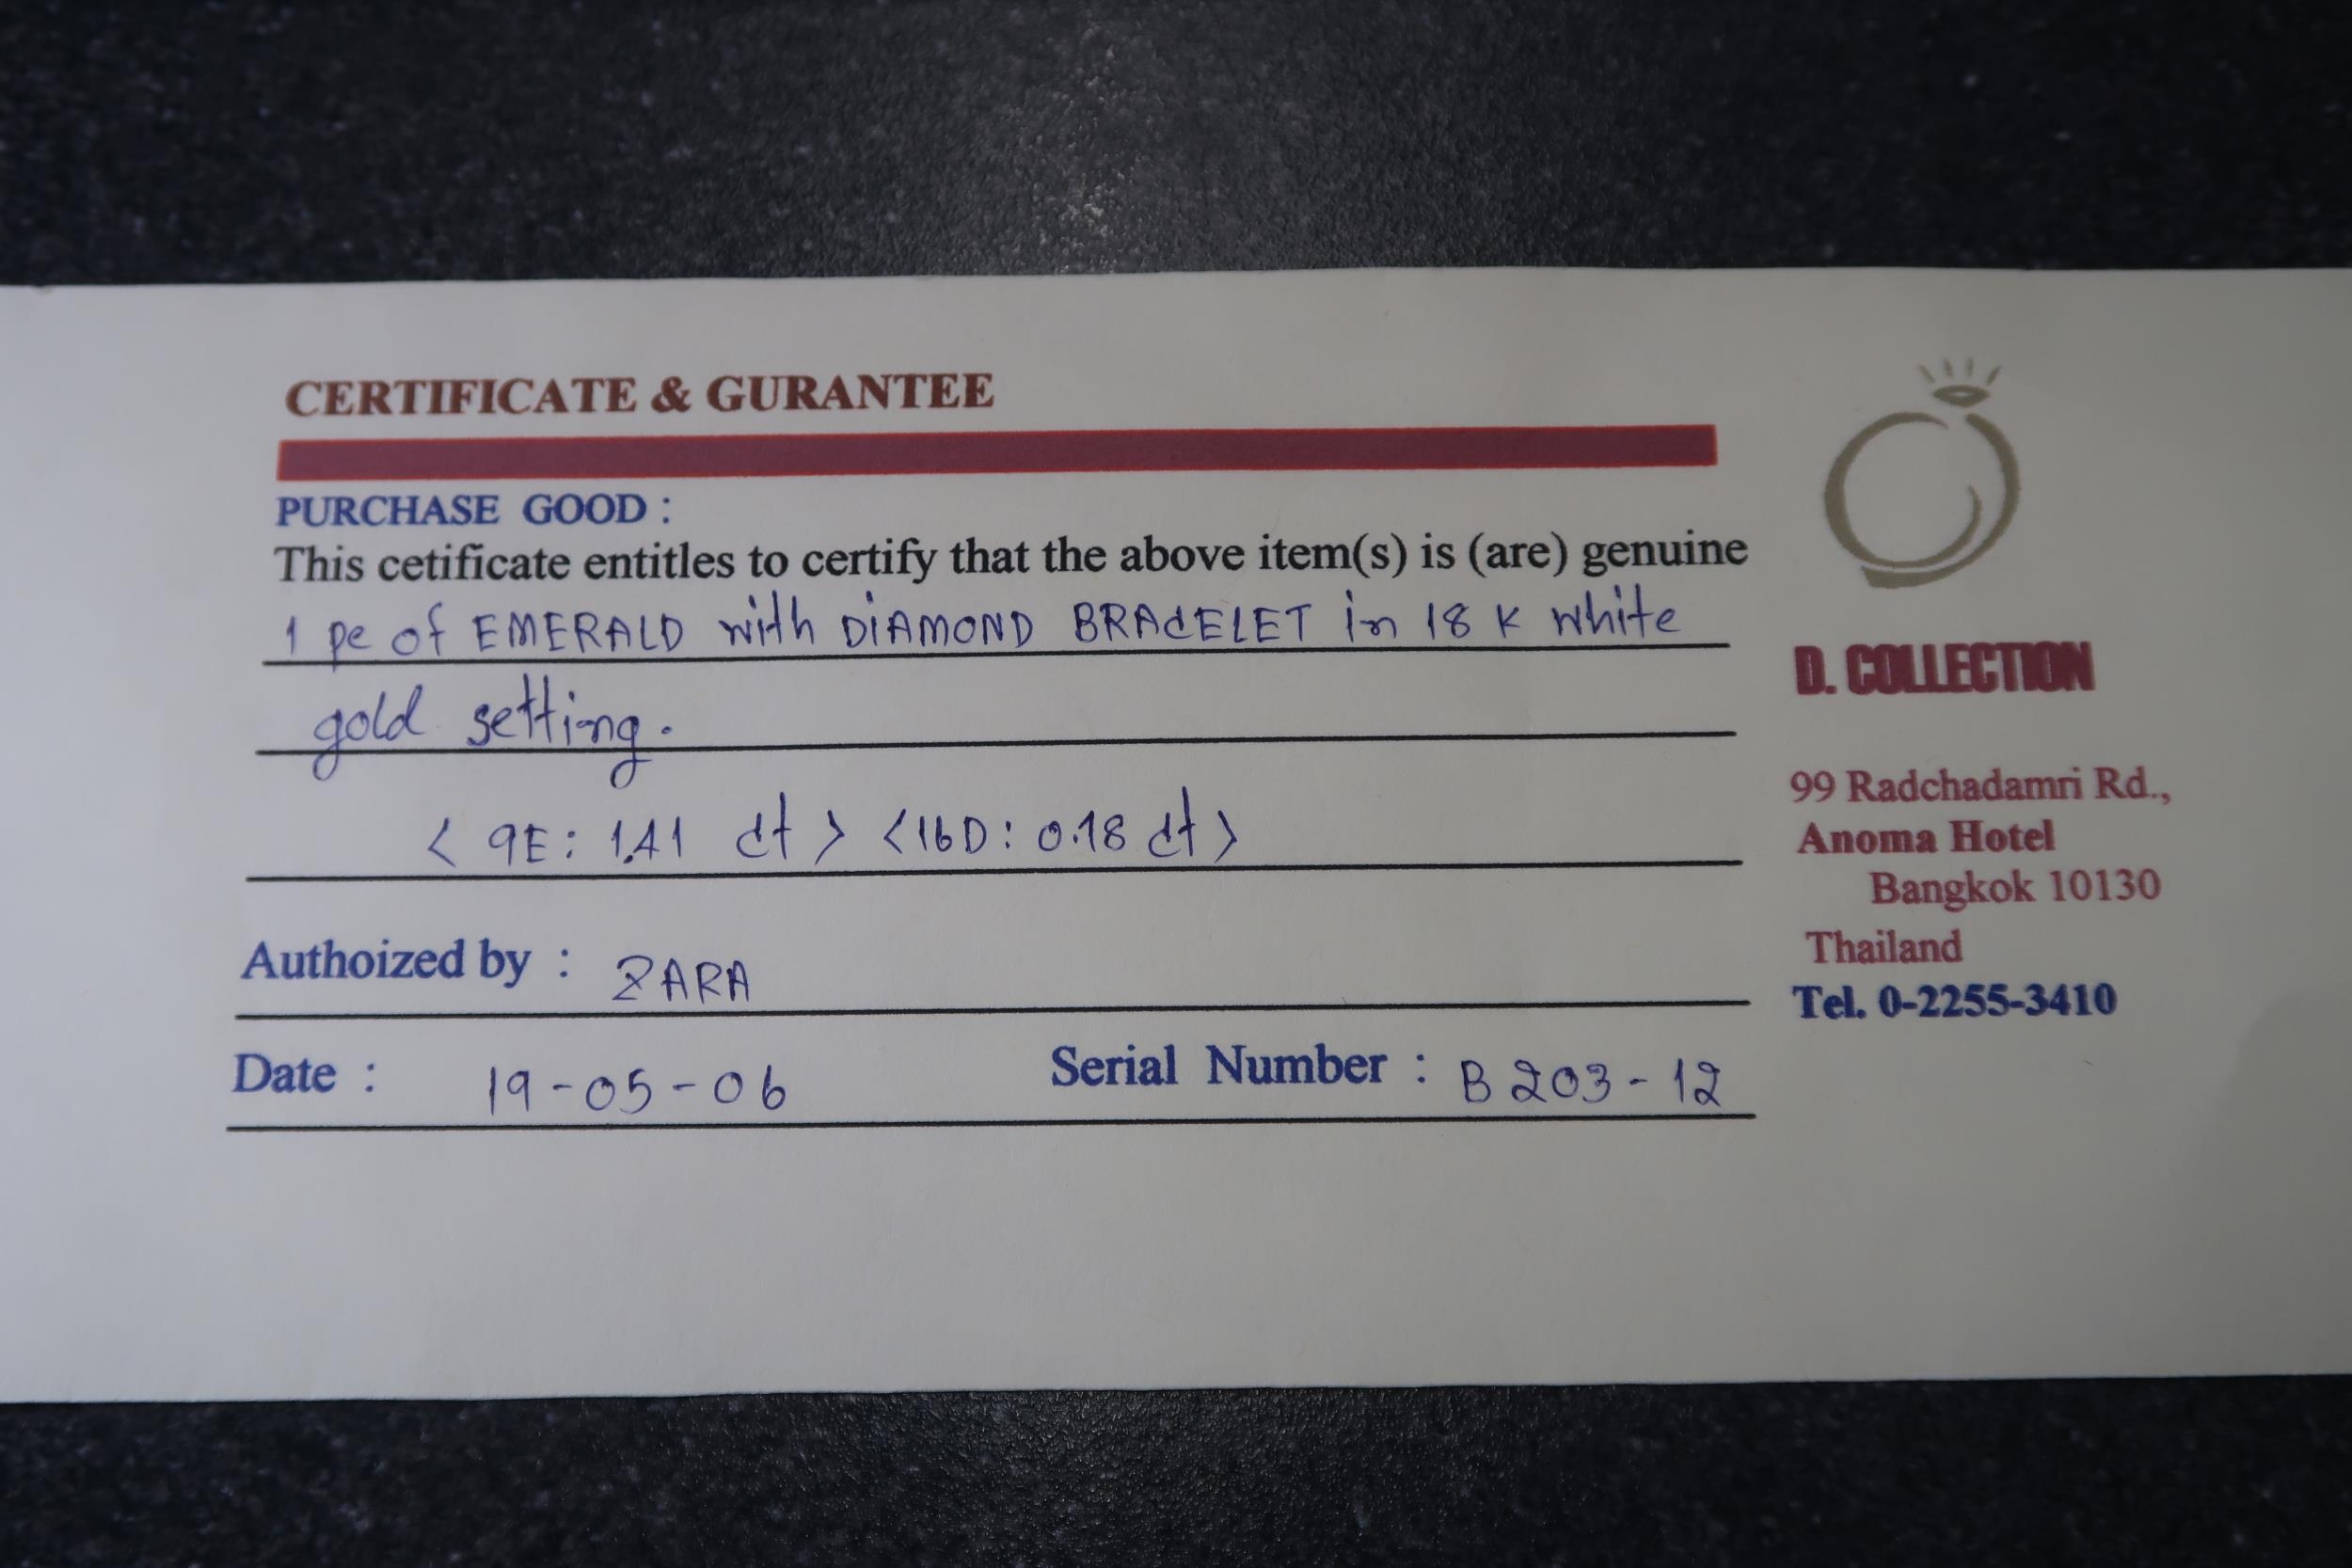 CERTIFICATE & GURANTEE
PURCHASE GOOD :
This cetificate entitles to certify that the above item(s) is (are) genuine
1 pc of EMERALD with DiAMOND BRACELET in 18 K white
gold setting.
< 9E: 1.41 ct > <16D: 0.18 ct>
Authoized by : ZARA
Date : 19-05-06 Serial Number : B 203-12
D. COLLECTION
99 Radchadamri Rd.,
Anoma Hotel
Bangkok 10130
Thailand
Tel. 0-2255-3410